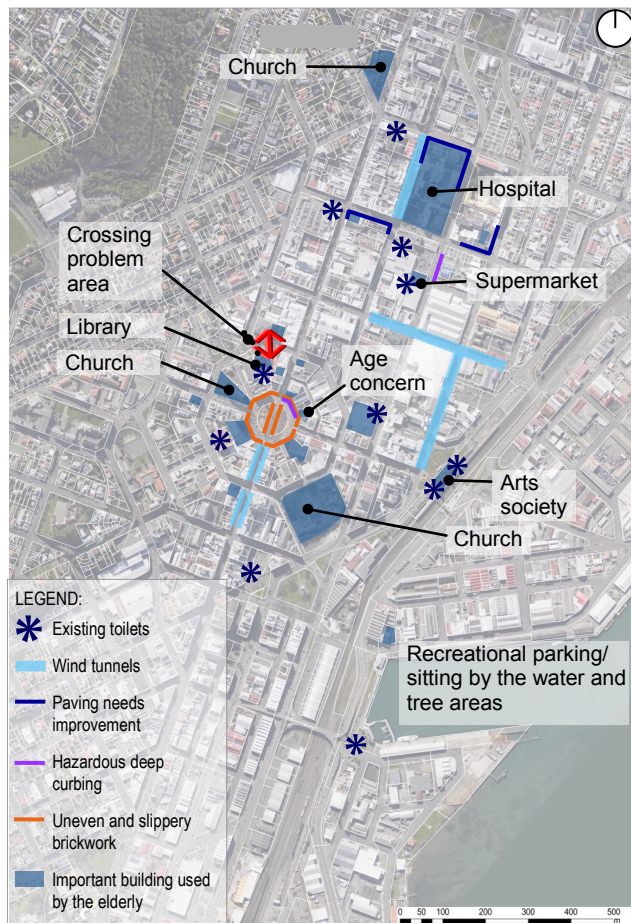 Church
Hospital
Crossing
problem
area
Supermarket
Library
Church
Age
concern
Arts
society
Church
LEGEND:
Existing toilets
Wind tunnels
Paving needs
improvement
Hazardous deep
curbing
Uneven and slippery
brickwork
Important building used
by the elderly
Recreational parking/
sitting by the water and
tree areas
0 50 100 200 300 400 500
m